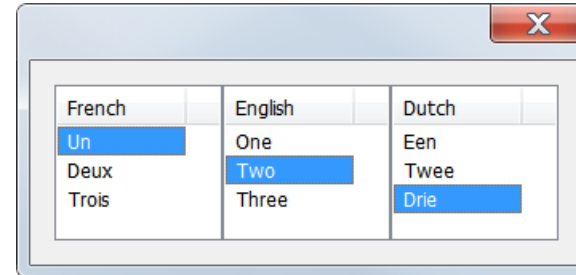 French English Dutch
Un One Een
Deux Two Twee
Trois Three Drie